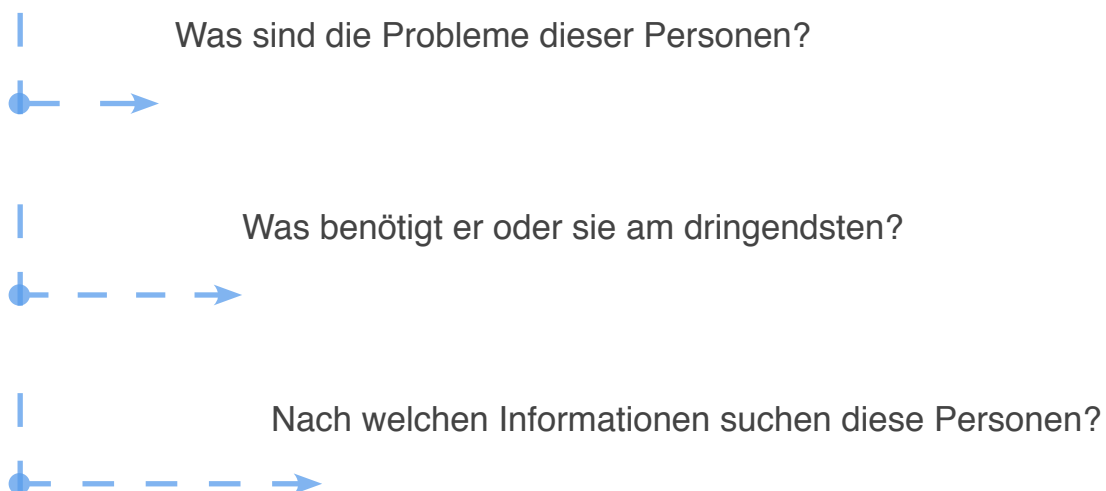 Was sind die Probleme dieser Personen?
Was benötigt er oder sie am dringendsten?
Nach welchen Informationen suchen diese Personen?